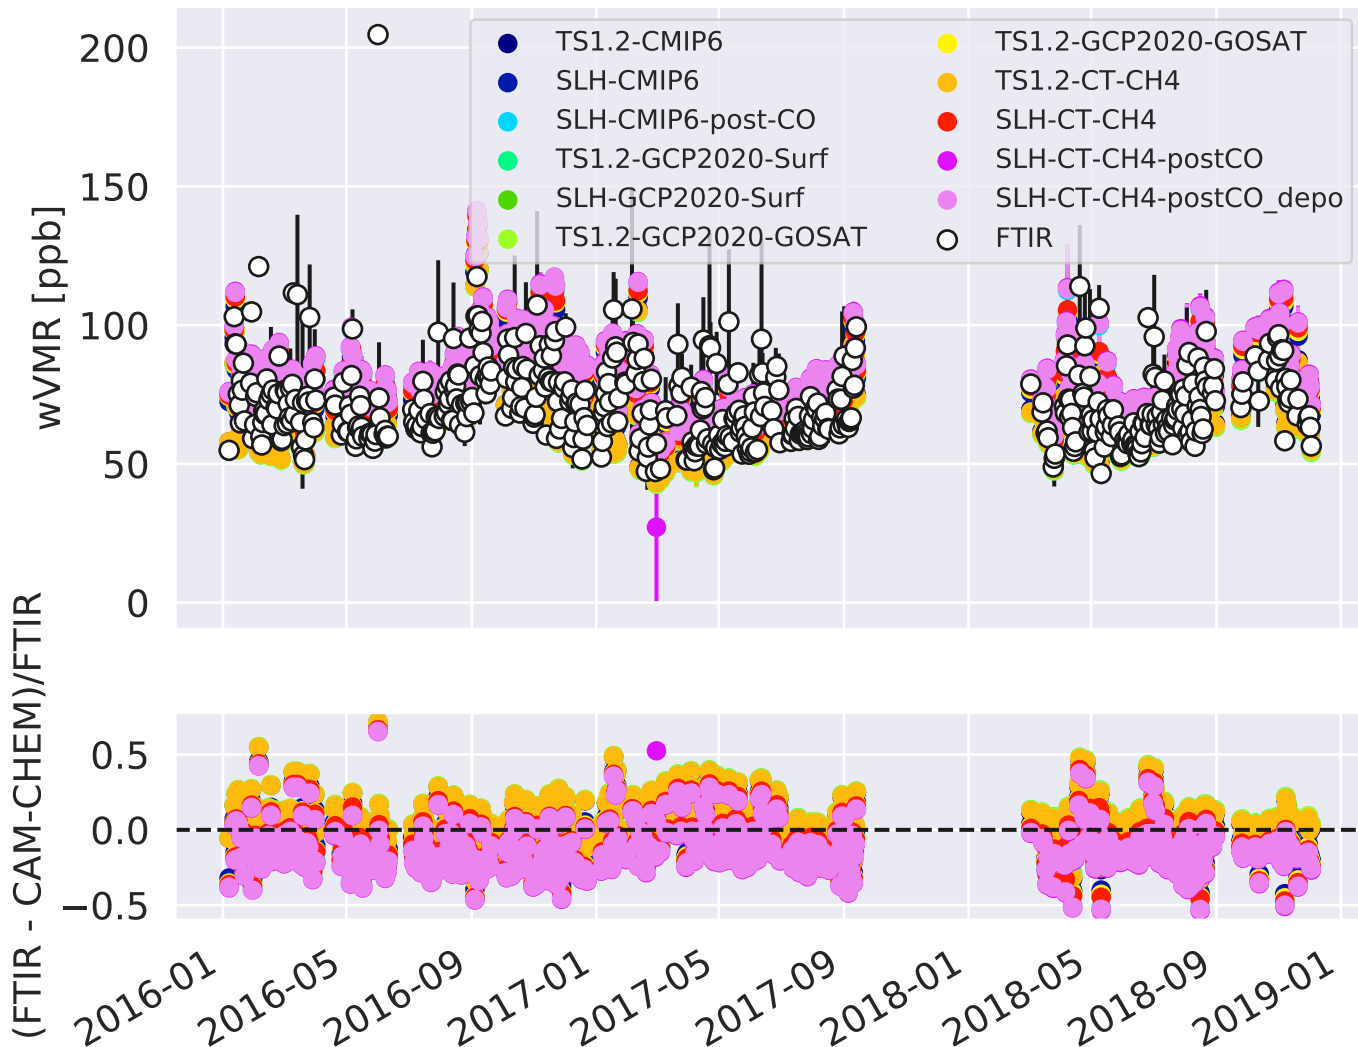 wVMR [ppb]
200
150
100
50
0
TS1.2-CMIP6
SLH-CMIP6
SLH-CMIP6-post-CO
TS1.2-GCP2020-Surf
SLH-GCP2020-Surf
TS1.2-GCP2020-GOSAT
TS1.2-GCP2020-GOSAT
TS1.2-CT-CH4
SLH-CT-CH4
SLH-CT-CH4-postCO
SLH-CT-CH4-postCO_depo
FTIR
(FTIR - CAM-CHEM)/FTIR
0.5
0.0
−0.5
2016-01
2016-05
2016-09
2017-01
2017-05
2017-09
2018-01
2018-05
2018-09
2019-01